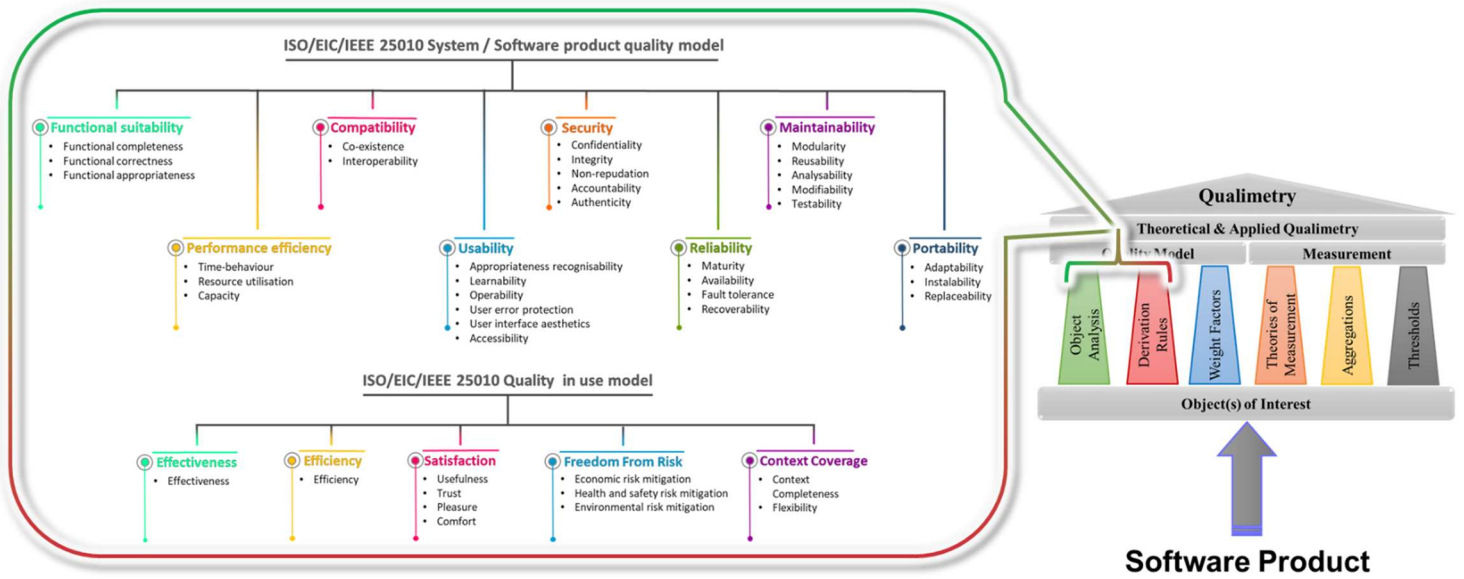 ISO/EIC/IEEE 25010 System / Software product quality model
Functional suitability
• Functional completeness
• Functional correctness
• Functional appropriateness
Compatibility
• Co-existence
• Interoperability
Security
• Confidentiality
• Integrity
• Non-repudation
• Accountability
• Authenticity
Maintainability
• Modularity
• Reusability
• Analysability
• Modifiability
• Testability
Performance efficiency
• Time-behaviour
• Resource utilisation
• Capacity
Usability
• Appropriateness recognisability
• Learnability
• Operability
• User error protection
• User interface aesthetics
• Accessibility
Reliability
• Maturity
• Availability
• Fault tolerance
• Recoverability
Portability
• Adaptability
• Instalability
• Replaceability
ISO/EIC/IEEE 25010 Quality in use model
Effectiveness
• Effectiveness
Efficiency
• Efficiency
Satisfaction
• Usefulness
• Trust
• Pleasure
• Comfort
Freedom From Risk
• Economic risk mitigation
• Health and safety risk mitigation
• Environmental risk mitigation
Context Coverage
• Context
Completeness
• Flexibility
Qualimetry
Theoretical & Applied Qualimetry
Quality Model
Measurement
Object
Analysis
Derivation
Rules
Weight Factors
Theories of
Measurement
Aggregations
Thresholds
Object(s) of Interest
Software Product